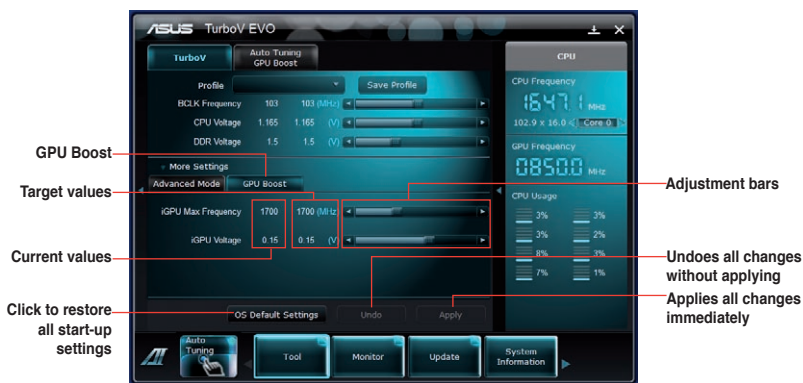 ASUS TurboV EVO
TurboV
Auto Tuning
GPU Boost
Profile
Save Profile
BCLK Frequency 103 103 (MHz)
CPU Voltage 1.165 1.165 (V)
DDR Voltage 1.5 1.5 (V)
More Settings
Advanced Mode GPU Boost
iGPU Max Frequency 1700 1700 (MHz)
iGPU Voltage 0.15 0.15 (V)
OS Default Settings Undo Apply
CPU
CPU Frequency
1647.1 MHz
102.9 x 16.0 Core 0
GPU Frequency
0850.0 MHz
CPU Usage
3% 3%
3% 2%
8% 3%
7% 1%
Auto
Tuning
Tool
Monitor
Update
System
Information
GPU Boost
Target values
Current values
Click to restore
all start-up
settings
Adjustment bars
Undoes all changes
without applying
Applies all changes
immediately